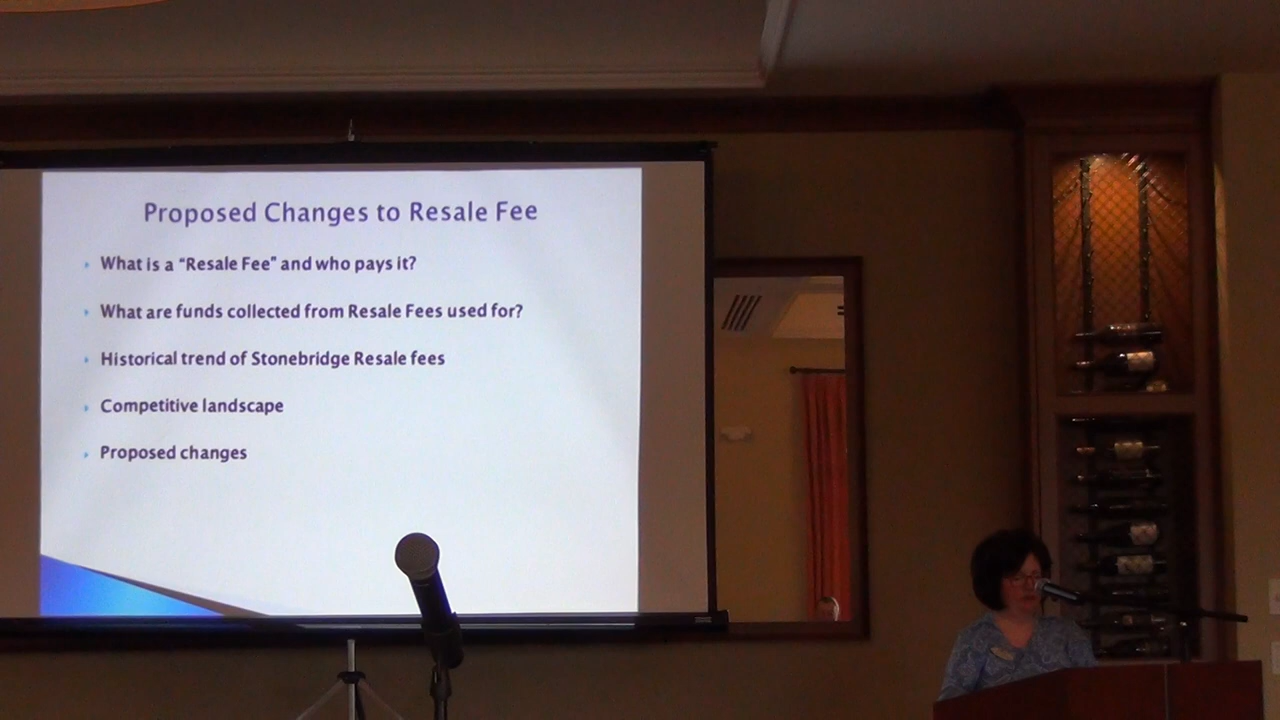 Proposed Changes to Resale Fee
What is a "Resale Fee" and who pays it?
What are funds collected from Resale Fees used for?
Historical trend of Stonebridge Resale fees
Competitive landscape
Proposed changes